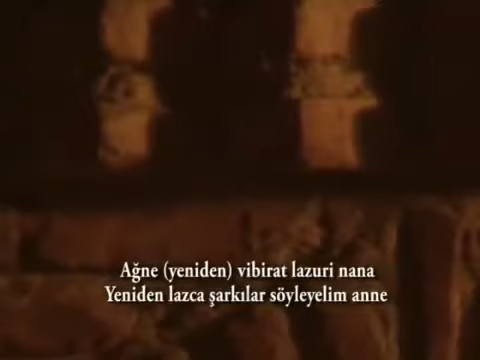 Ağne (yeniden) vibirat lazuri nana
Yeniden lazca şarkılar söyleyelim anne